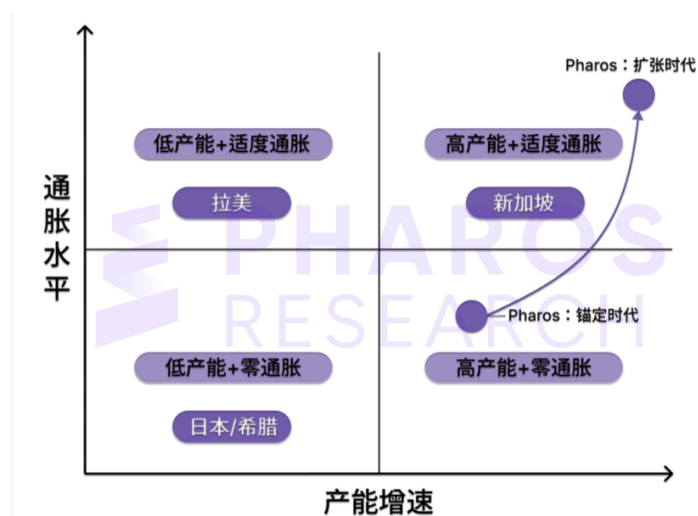 Pharos：扩张时代
低产能+适度通胀
高产能+适度通胀
拉美
新加坡
通胀水平
PHAROS
RESEARCH
Pharos：锚定时代
低产能+零通胀
高产能+零通胀
日本/希腊
产能增速